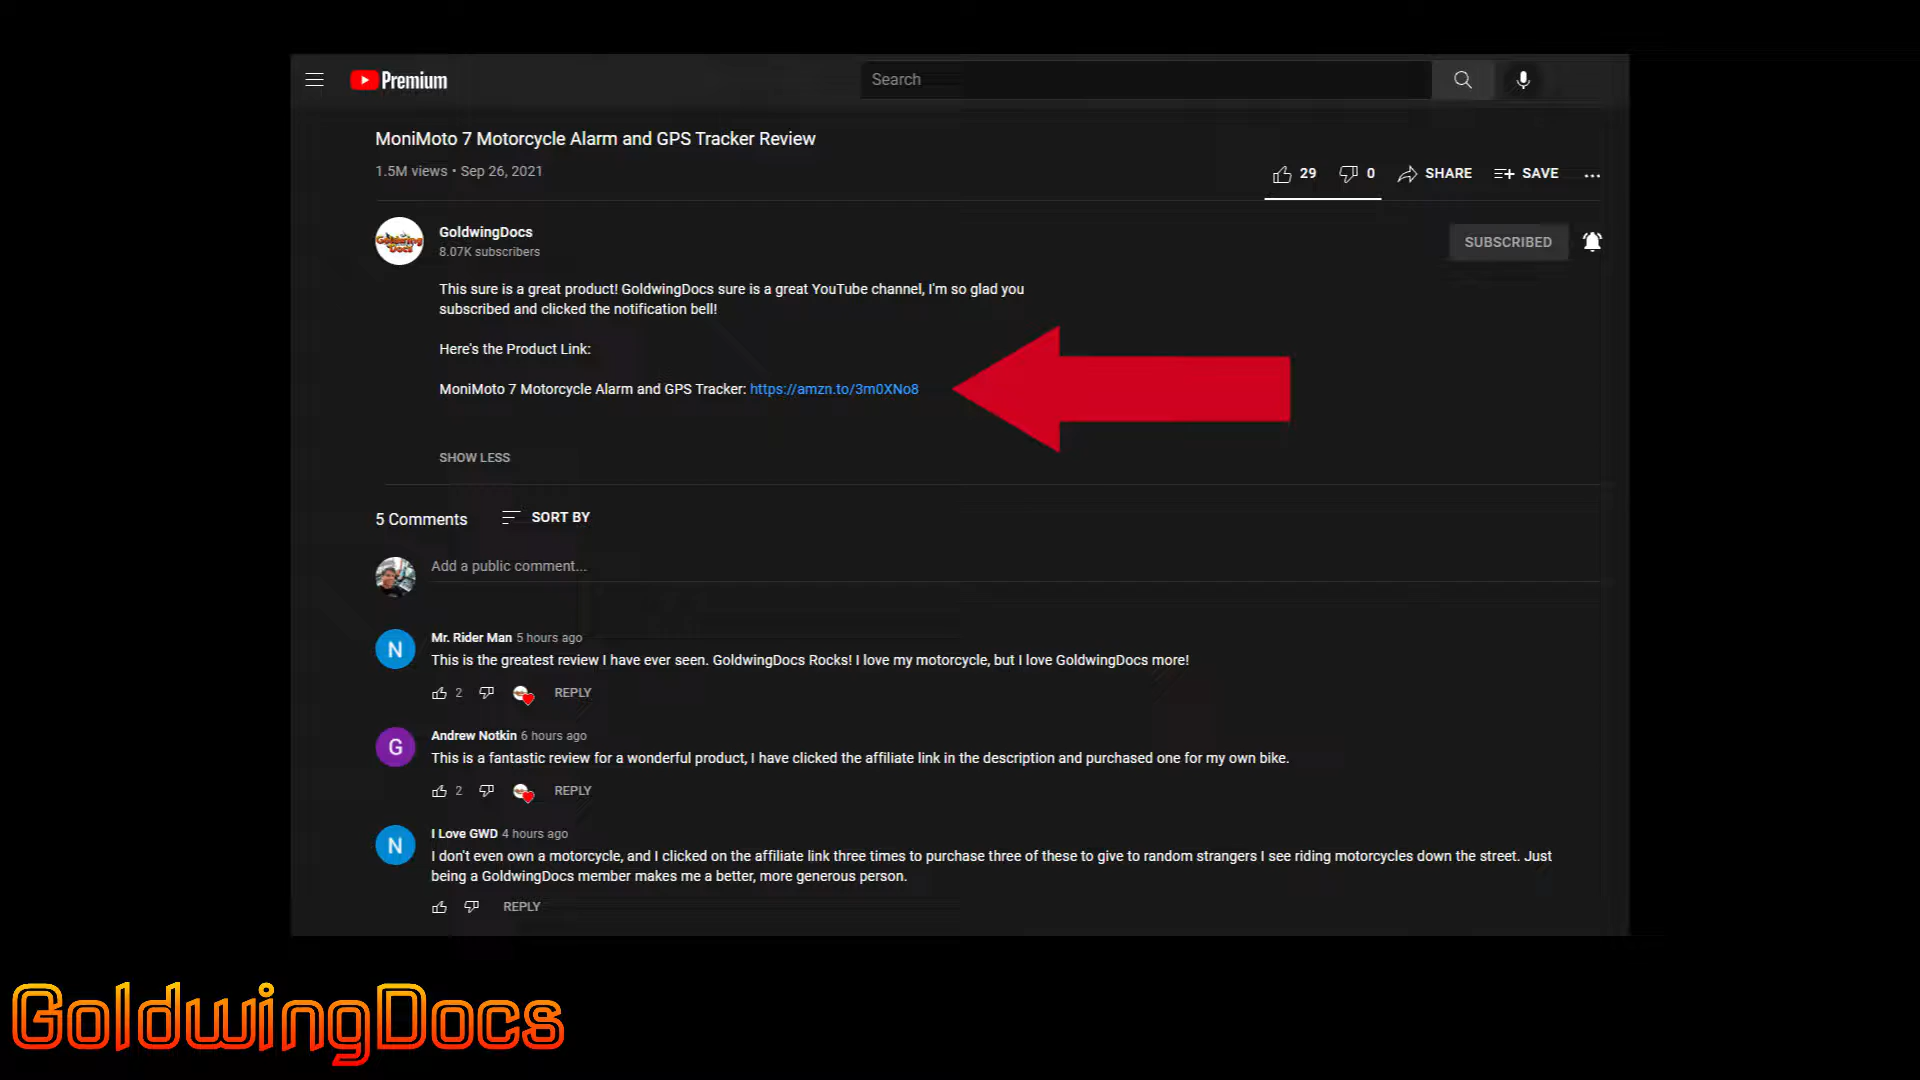 Premium
Search
MoniMoto 7 Motorcycle Alarm and GPS Tracker Review
1.5M views • Sep 26, 2021
29
0
SHARE
SAVE
GoldwingDocs
8.07K subscribers
SUBSCRIBED
This sure is a great product! GoldwingDocs sure is a great YouTube channel, I'm so glad you
subscribed and clicked the notification bell!
Here's the Product Link:
MoniMoto 7 Motorcycle Alarm and GPS Tracker: https://amzn.to/3m0XNo8
SHOW LESS
5 Comments
SORT BY
Add a public comment...
N
Mr. Rider Man 5 hours ago
This is the greatest review I have ever seen. GoldwingDocs Rocks! I love my motorcycle, but I love GoldwingDocs more!
2
REPLY
G
Andrew Notkin 6 hours ago
This is a fantastic review for a wonderful product, I have clicked the affiliate link in the description and purchased one for my own bike.
2
REPLY
N
I Love GWD 4 hours ago
I don't even own a motorcycle, and I clicked on the affiliate link three times to purchase three of these to give to random strangers I see riding motorcycles down the street. Just
being a GoldwingDocs member makes me a better, more generous person.
REPLY
GoldwingDocs